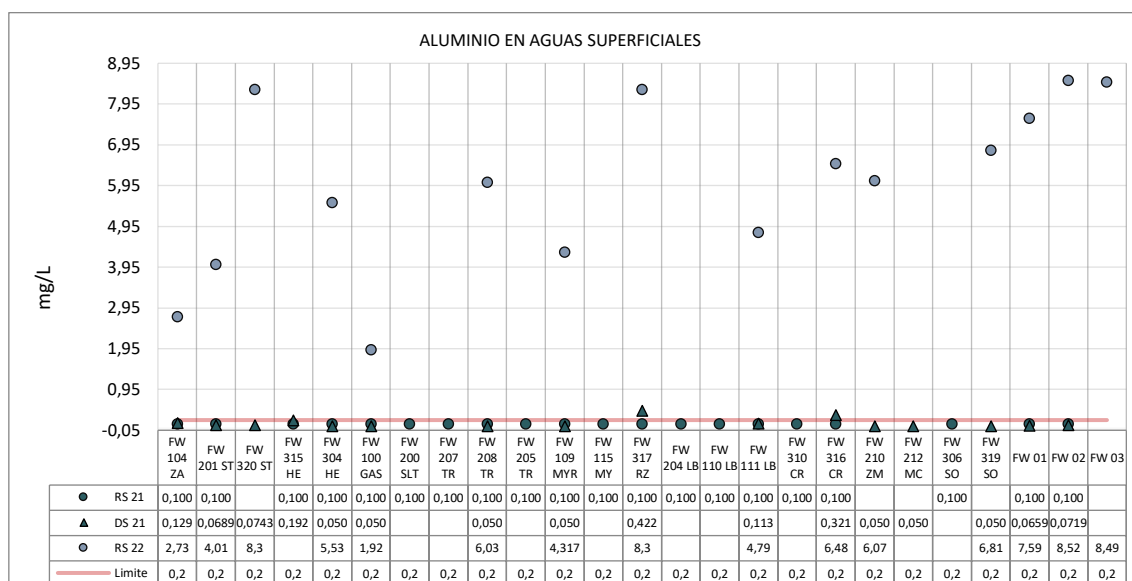 ALUMINIO EN AGUAS SUPERFICIALES
mg/L
8,95
7,95
6,95
5,95
4,95
3,95
2,95
1,95
0,95
-0,05
FW 104 ZA
FW 201 ST
FW 320 ST
FW 315 HE
FW 304 HE
FW 100 GAS
FW 200 SLT
FW 207 TR
FW 208 TR
FW 205 TR
FW 109 MYR
FW 115 MY
FW 317 RZ
FW 204 LB
FW 110 LB
FW 111 LB
FW 310 CR
FW 316 CR
FW 210 ZM
FW 212 MC
FW 306 SO
FW 319 SO
FW 01
FW 02
FW 03
RS 21 0,100 0,100 0,100 0,100 0,100 0,100 0,100 0,100 0,100 0,100 0,100 0,100 0,100 0,100 0,100 0,100 0,100 0,100 0,100 0,100
DS 21 0,129 0,0689 0,0743 0,192 0,050 0,050 0,050 0,050 0,422 0,113 0,321 0,050 0,050 0,050 0,0659 0,0719
RS 22 2,73 4,01 8,3 5,53 1,92 6,03 4,317 8,3 4,79 6,48 6,07 6,81 7,59 8,52 8,49
Limite 0,2 0,2 0,2 0,2 0,2 0,2 0,2 0,2 0,2 0,2 0,2 0,2 0,2 0,2 0,2 0,2 0,2 0,2 0,2 0,2 0,2 0,2 0,2 0,2 0,2